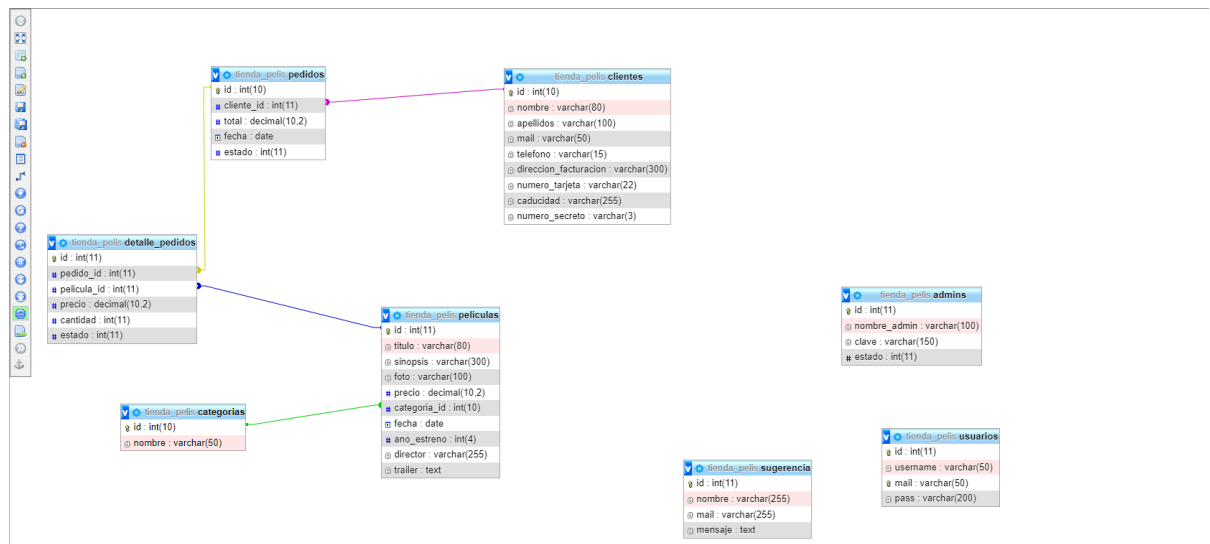 tienda_pelis pedidos
id : int(10)
cliente_id : int(11)
total : decimal(10,2)
fecha : date
estado : int(11)
tienda_pelis clientes
id : int(10)
nombre : varchar(80)
apellidos : varchar(100)
mail : varchar(50)
telefono : varchar(15)
direccion_facturacion : varchar(300)
numero_tarjeta : varchar(22)
caducidad : varchar(255)
numero_secreto : varchar(3)
tienda_pelis detalle_pedidos
id : int(11)
pedido_id : int(11)
pelicula_id : int(11)
precio : decimal(10,2)
cantidad : int(11)
estado : int(11)
tienda_pelis peliculas
id : int(11)
titulo : varchar(80)
sinopsis : varchar(300)
foto : varchar(100)
precio : decimal(10,2)
categoria_id : int(10)
fecha : date
ano_estreno : int(4)
director : varchar(255)
trailer : text
tienda_pelis categorias
id : int(10)
nombre : varchar(50)
tienda_pelis admins
id : int(11)
nombre_admin : varchar(100)
clave : varchar(150)
estado : int(11)
tienda_pelis usuarios
id : int(11)
username : varchar(50)
mail : varchar(50)
pass : varchar(200)
tienda_pelis sugerencia
id : int(11)
nombre : varchar(255)
mail : varchar(255)
mensaje : text